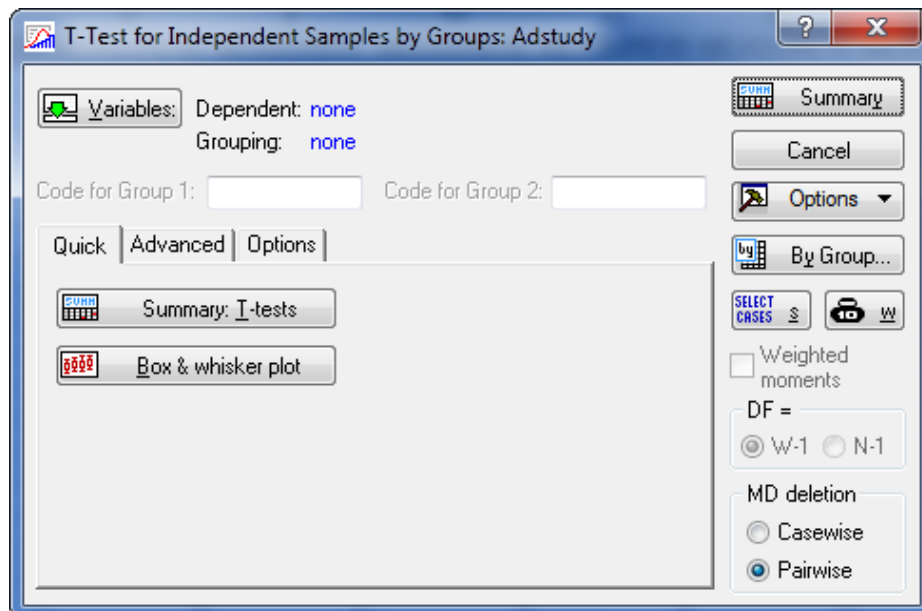 T-Test for Independent Samples by Groups: Adstudy
? X
Variables: Dependent: none
Grouping: none
Code for Group 1: Code for Group 2:
Quick Advanced Options
Summary: T-tests
Box & whisker plot
Summary
Cancel
Options
By Group...
SELECT CASES S W
Weighted
moments
DF =
W-1 N-1
MD deletion
Casewise
Pairwise